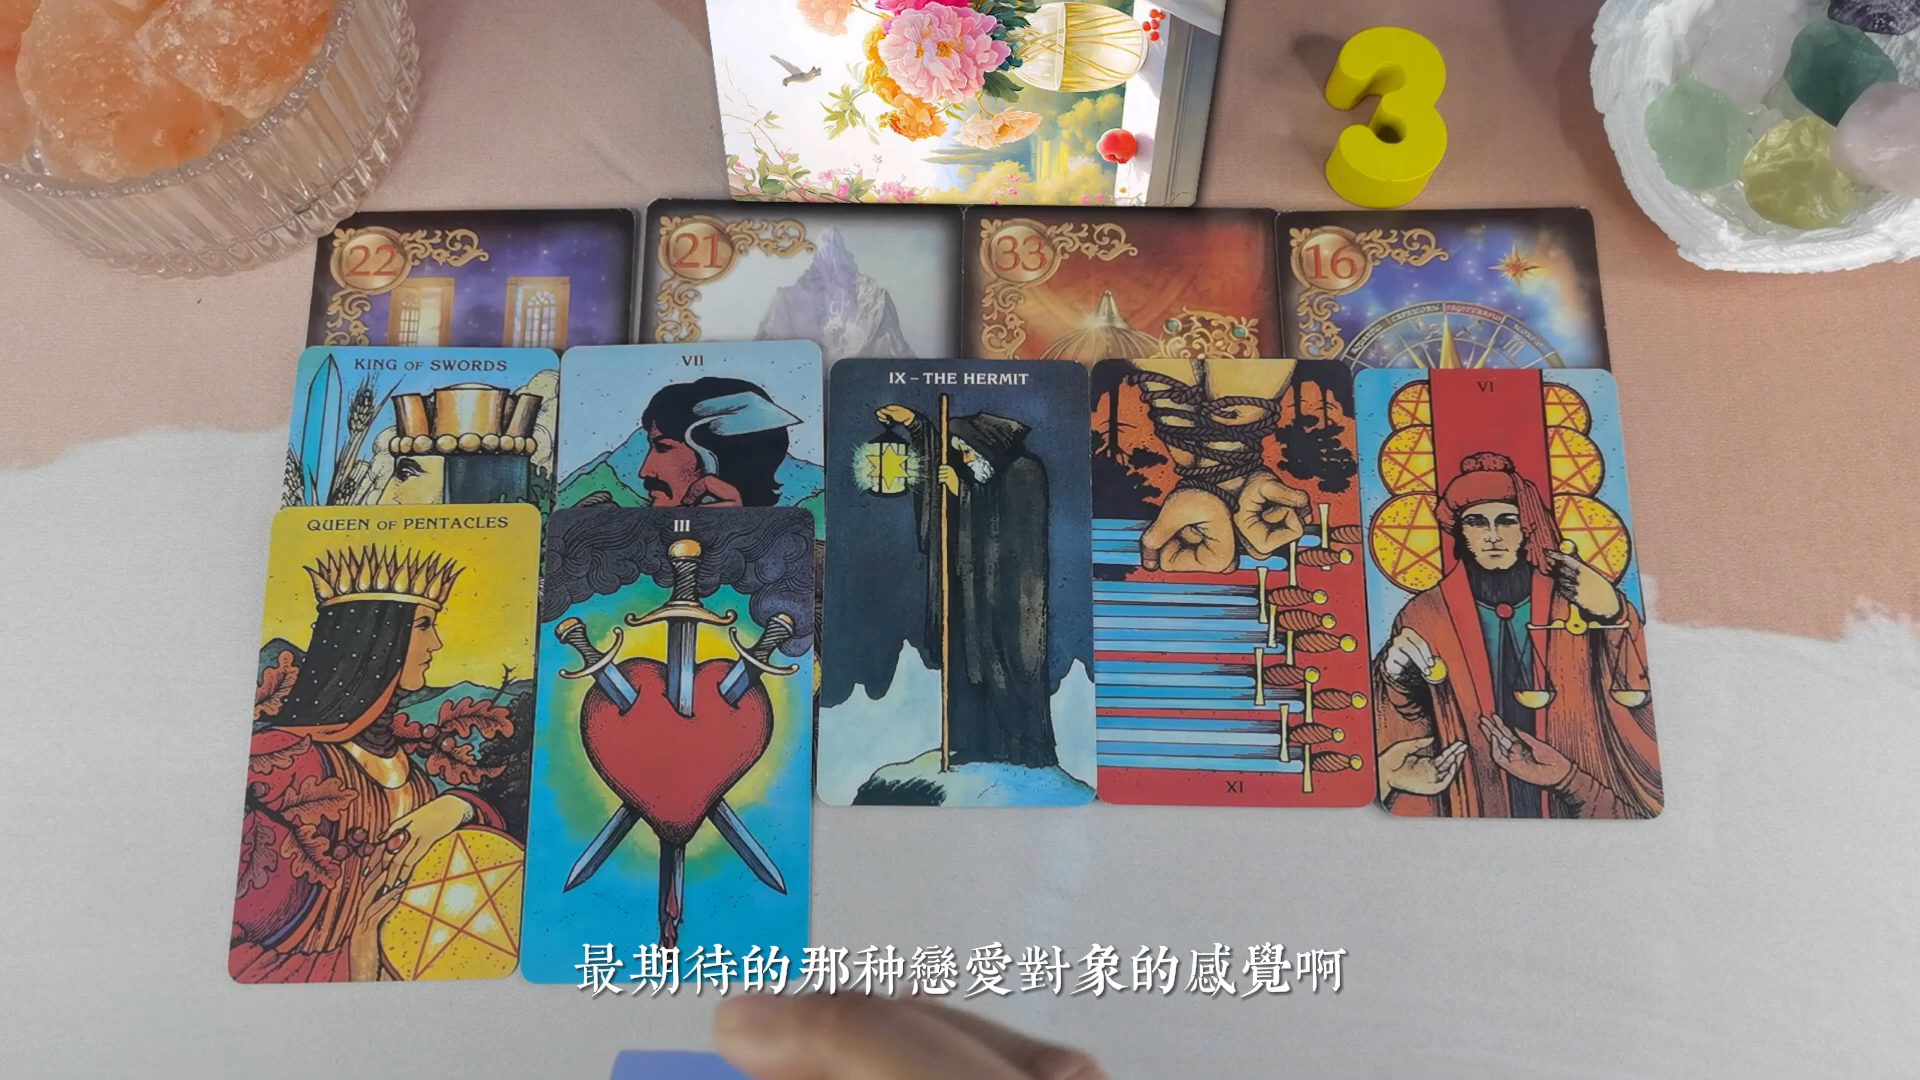 3
22
21
33
16
KING OF SWORDS
VII
IX – THE HERMIT
VI
QUEEN OF PENTACLES
III
XI
最期待的那种戀愛對象的感覺啊